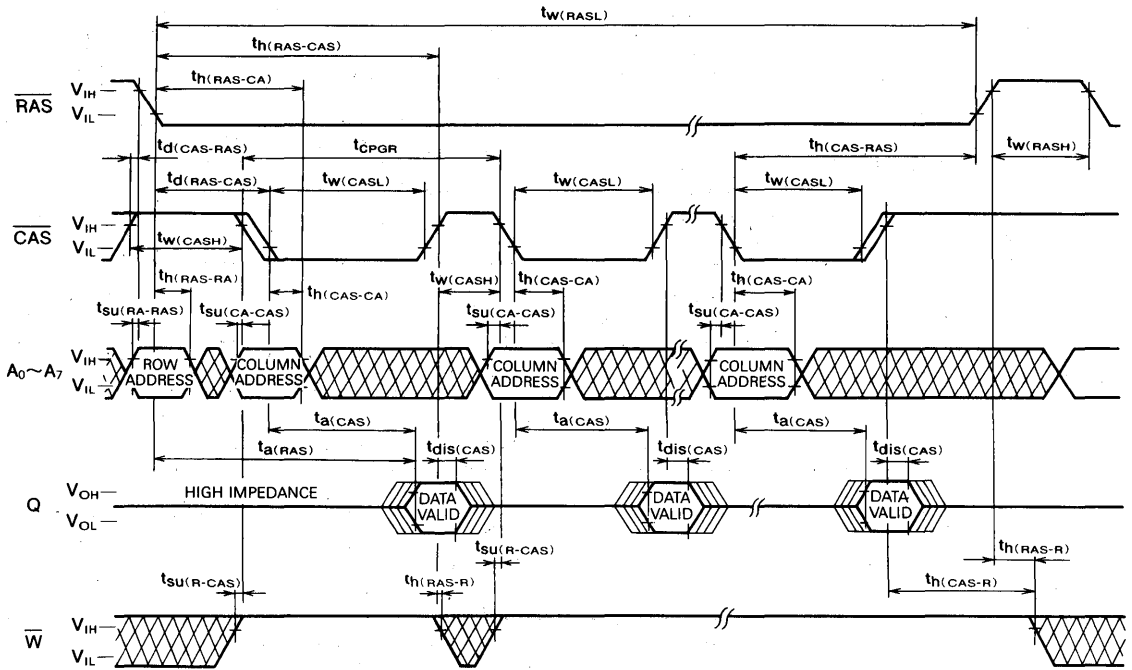 tw(RASL)
th(RAS-CAS)
th(RAS-CA)
RAS VIH
VIL
td(CAS-RAS) tCPGR th(CAS-RAS) tw(RASH)
td(RAS-CAS) tw(CASL) tw(CASL) tw(CASL)
CAS VIH
VIL
tw(CASH)
th(RAS-RA) tw(CASH) th(CAS-CA) th(CAS-CA)
th(CAS-CA)
tsu(RA-RAS) tsu(CA-CAS) tsu(CA-CAS) tsu(CA-CAS)
A0~A7 VIH
VIL
ROW ADDRESS
COLUMN ADDRESS
COLUMN ADDRESS
COLUMN ADDRESS
ta(CAS) ta(CAS) ta(CAS)
ta(RAS) tdis(CAS) tdis(CAS) tdis(CAS)
Q VOH
VOL
HIGH IMPEDANCE
DATA VALID
DATA VALID
DATA VALID
tsu(R-CAS) th(RAS-R)
tsu(R-CAS) th(RAS-R) th(CAS-R)
W VIH
VIL